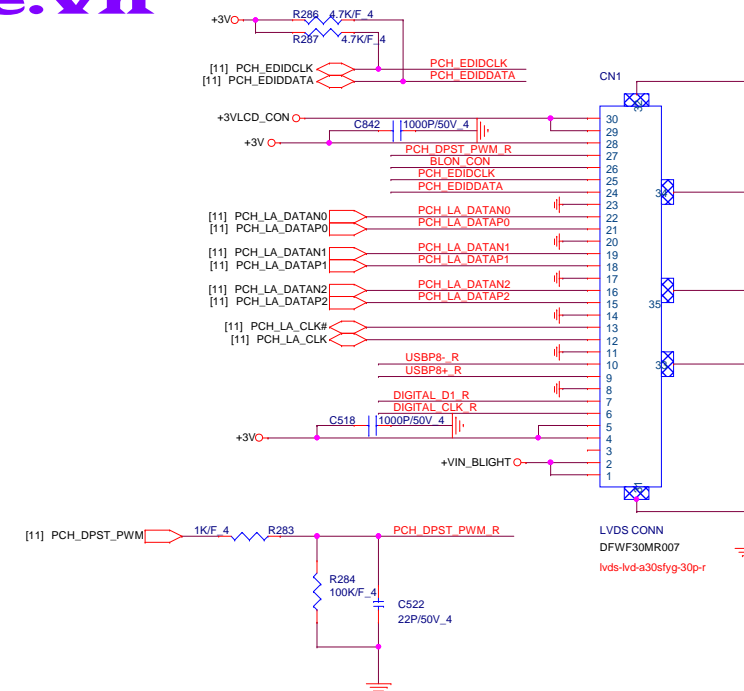 e.vn
R286 4.7K/F_4
+3V
R287 4.7K/F_4
[11] PCH_EDIDCLK PCH_EDIDCLK
[11] PCH_EDIDDATA PCH_EDIDDATA
CN1
+3VLCD_CON 30
C842 1000P/50V_4 29
+3V 28
PCH_DPST_PWM_R 27
BLON_CON 26
PCH_EDIDCLK 25
PCH_EDIDDATA 24
23
[11] PCH_LA_DATAN0 PCH_LA_DATAN0 22
[11] PCH_LA_DATAP0 PCH_LA_DATAP0 21
20
[11] PCH_LA_DATAN1 PCH_LA_DATAN1 19
[11] PCH_LA_DATAP1 PCH_LA_DATAP1 18
17
[11] PCH_LA_DATAN2 PCH_LA_DATAN2 16
[11] PCH_LA_DATAP2 PCH_LA_DATAP2 15
35
14
[11] PCH_LA_CLK# 13
[11] PCH_LA_CLK 12
11
USBP8-_R 10
USBP8+_R 9
8
DIGITAL_D1_R 7
DIGITAL_CLK_R 6
C518 1000P/50V_4 5
+3V 4
3
+VIN_BLIGHT 2
1
LVDS CONN
DFWF30MR007
lvds-lvd-a30sfyg-30p-r
[11] PCH_DPST_PWM 1K/F_4 R283 PCH_DPST_PWM_R
R284
100K/F_4
C522
22P/50V_4